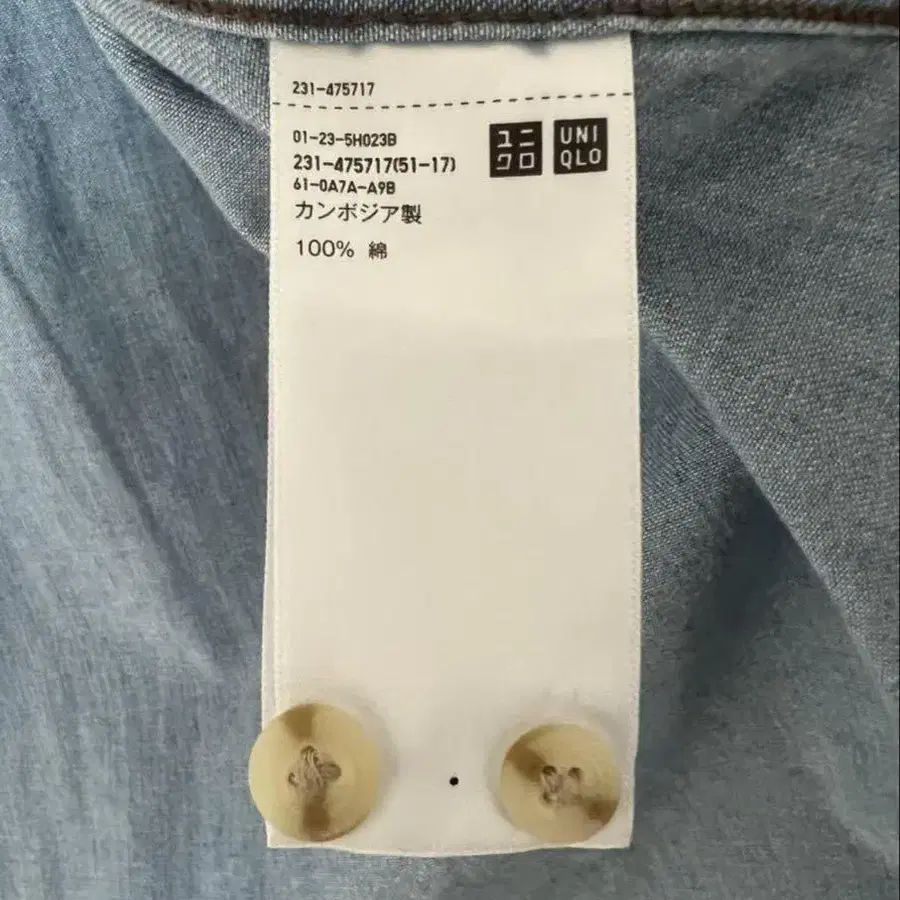 231-475717
01-23-5H023B
231-475717(51-17)
61-0A7A-A9B
カンボジア製
100% 綿
ユニ
クロ
UNI
QLO